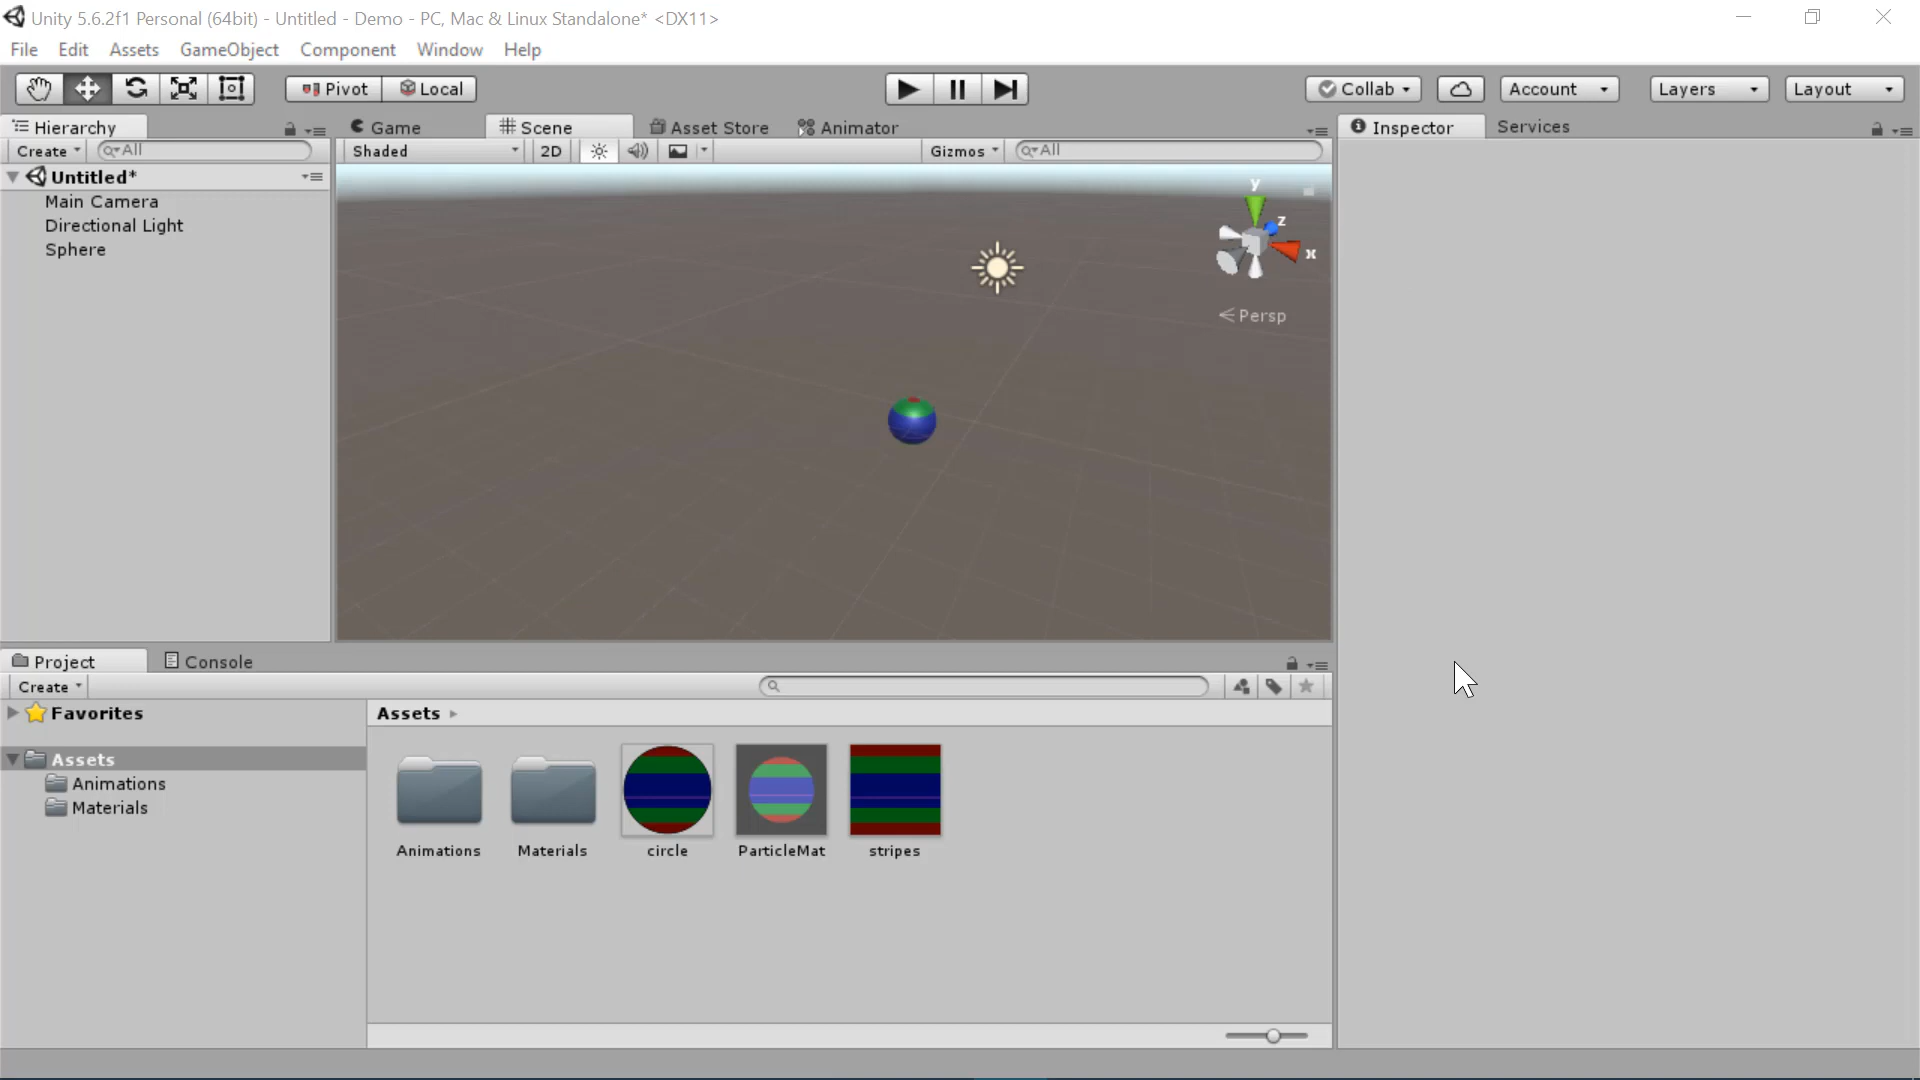 Unity 5.6.2f1 Personal (64bit) - Untitled - Demo - PC, Mac & Linux Standalone* <DX11>
File Edit Assets GameObject Component Window Help
Pivot Local Collab Account Layers Layout
Hierarchy Game Scene Asset Store Animator Inspector Services
Create All Shaded 2D Gizmos All
Untitled*
Main Camera
Directional Light
Sphere
y
z
x
Persp
Project Console
Create
Favorites
Assets
Animations
Materials
Assets
Animations Materials circle ParticleMat stripes